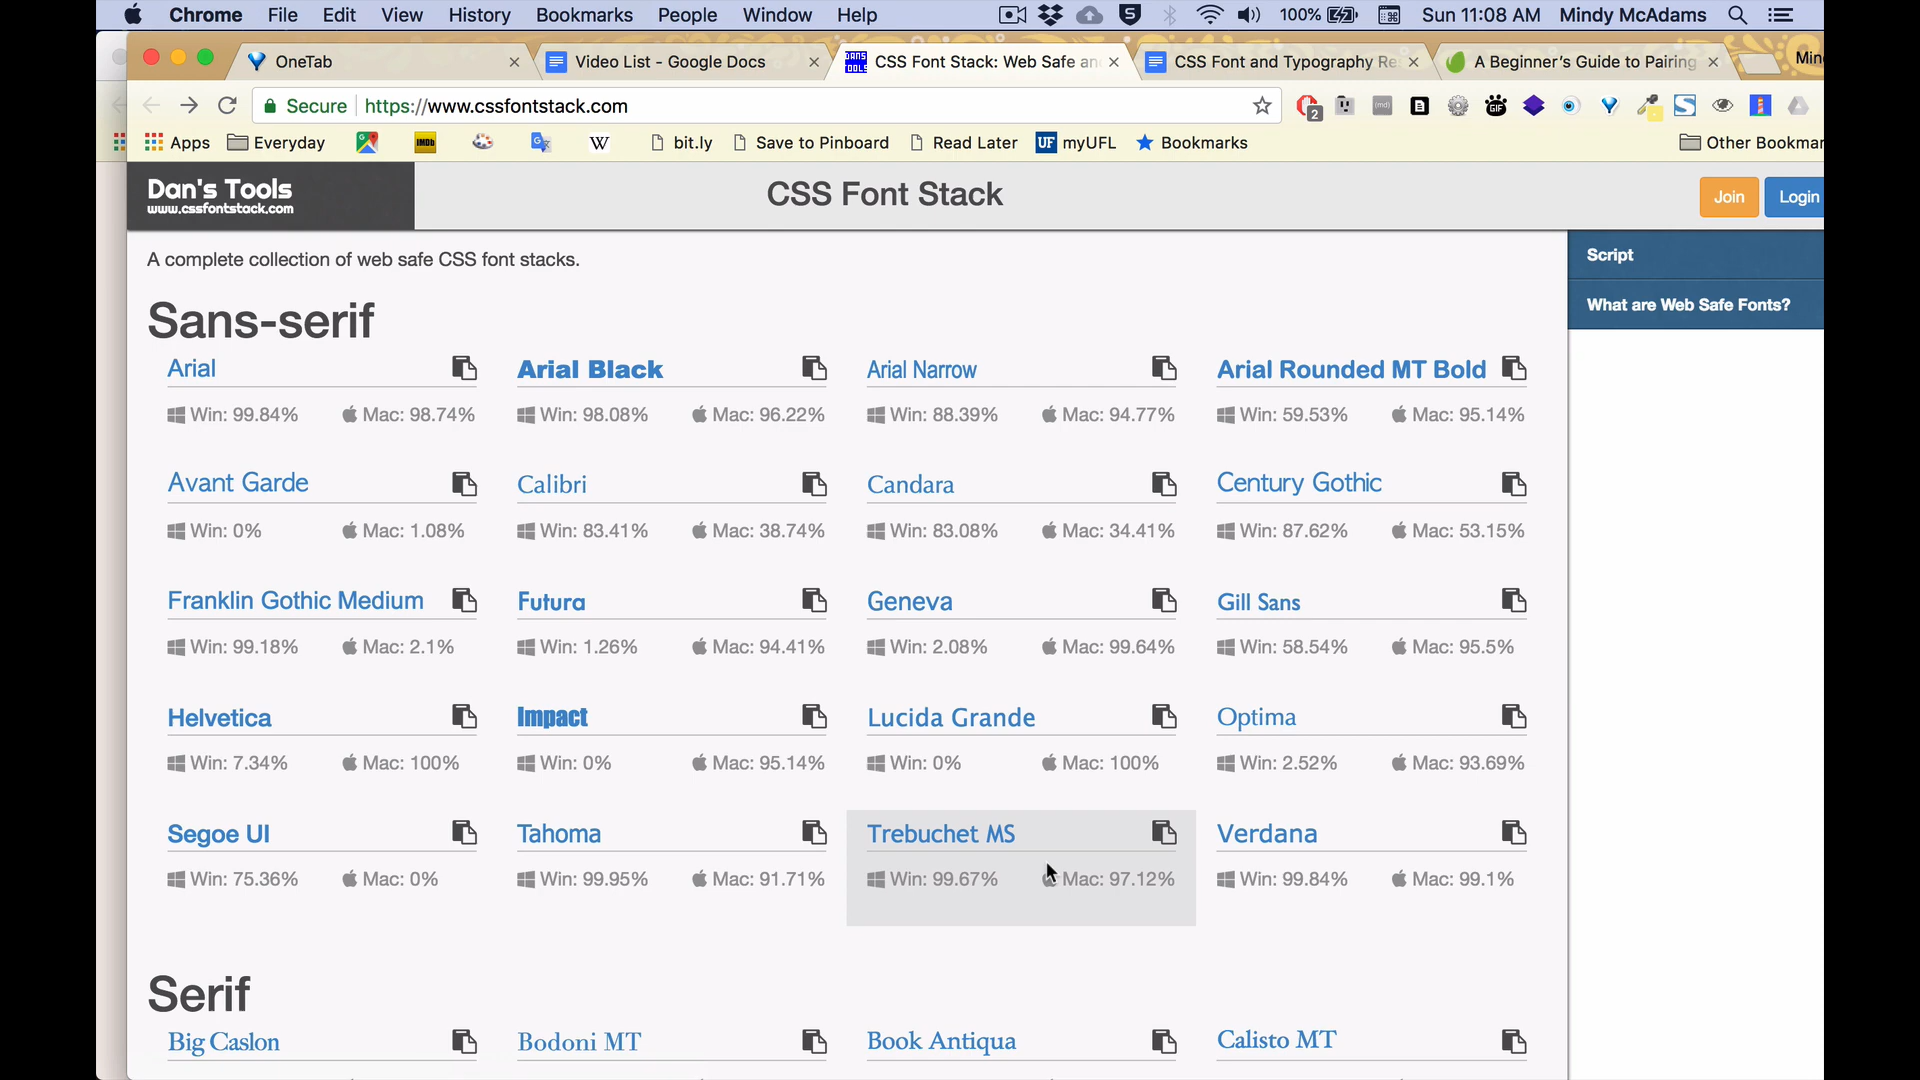 Chrome File Edit View History Bookmarks People Window Help 100% Sun 11:08 AM Mindy McAdams
OneTab Video List - Google Docs CSS Font Stack: Web Safe an CSS Font and Typography Re A Beginner's Guide to Pairing Min
Secure https://www.cssfontstack.com 2
Apps Everyday IMDb W bit.ly Save to Pinboard Read Later UF myUFL Bookmarks Other Bookmar
Dan's Tools
www.cssfontstack.com
CSS Font Stack
Join Login
A complete collection of web safe CSS font stacks.
Script
What are Web Safe Fonts?
Sans-serif
Arial Arial Black Arial Narrow Arial Rounded MT Bold
Win: 99.84% Mac: 98.74% Win: 98.08% Mac: 96.22% Win: 88.39% Mac: 94.77% Win: 59.53% Mac: 95.14%
Avant Garde Calibri Candara Century Gothic
Win: 0% Mac: 1.08% Win: 83.41% Mac: 38.74% Win: 83.08% Mac: 34.41% Win: 87.62% Mac: 53.15%
Franklin Gothic Medium Futura Geneva Gill Sans
Win: 99.18% Mac: 2.1% Win: 1.26% Mac: 94.41% Win: 2.08% Mac: 99.64% Win: 58.54% Mac: 95.5%
Helvetica Impact Lucida Grande Optima
Win: 7.34% Mac: 100% Win: 0% Mac: 95.14% Win: 0% Mac: 100% Win: 2.52% Mac: 93.69%
Segoe UI Tahoma Trebuchet MS Verdana
Win: 75.36% Mac: 0% Win: 99.95% Mac: 91.71% Win: 99.67% Mac: 97.12% Win: 99.84% Mac: 99.1%
Serif
Big Caslon Bodoni MT Book Antiqua Calisto MT